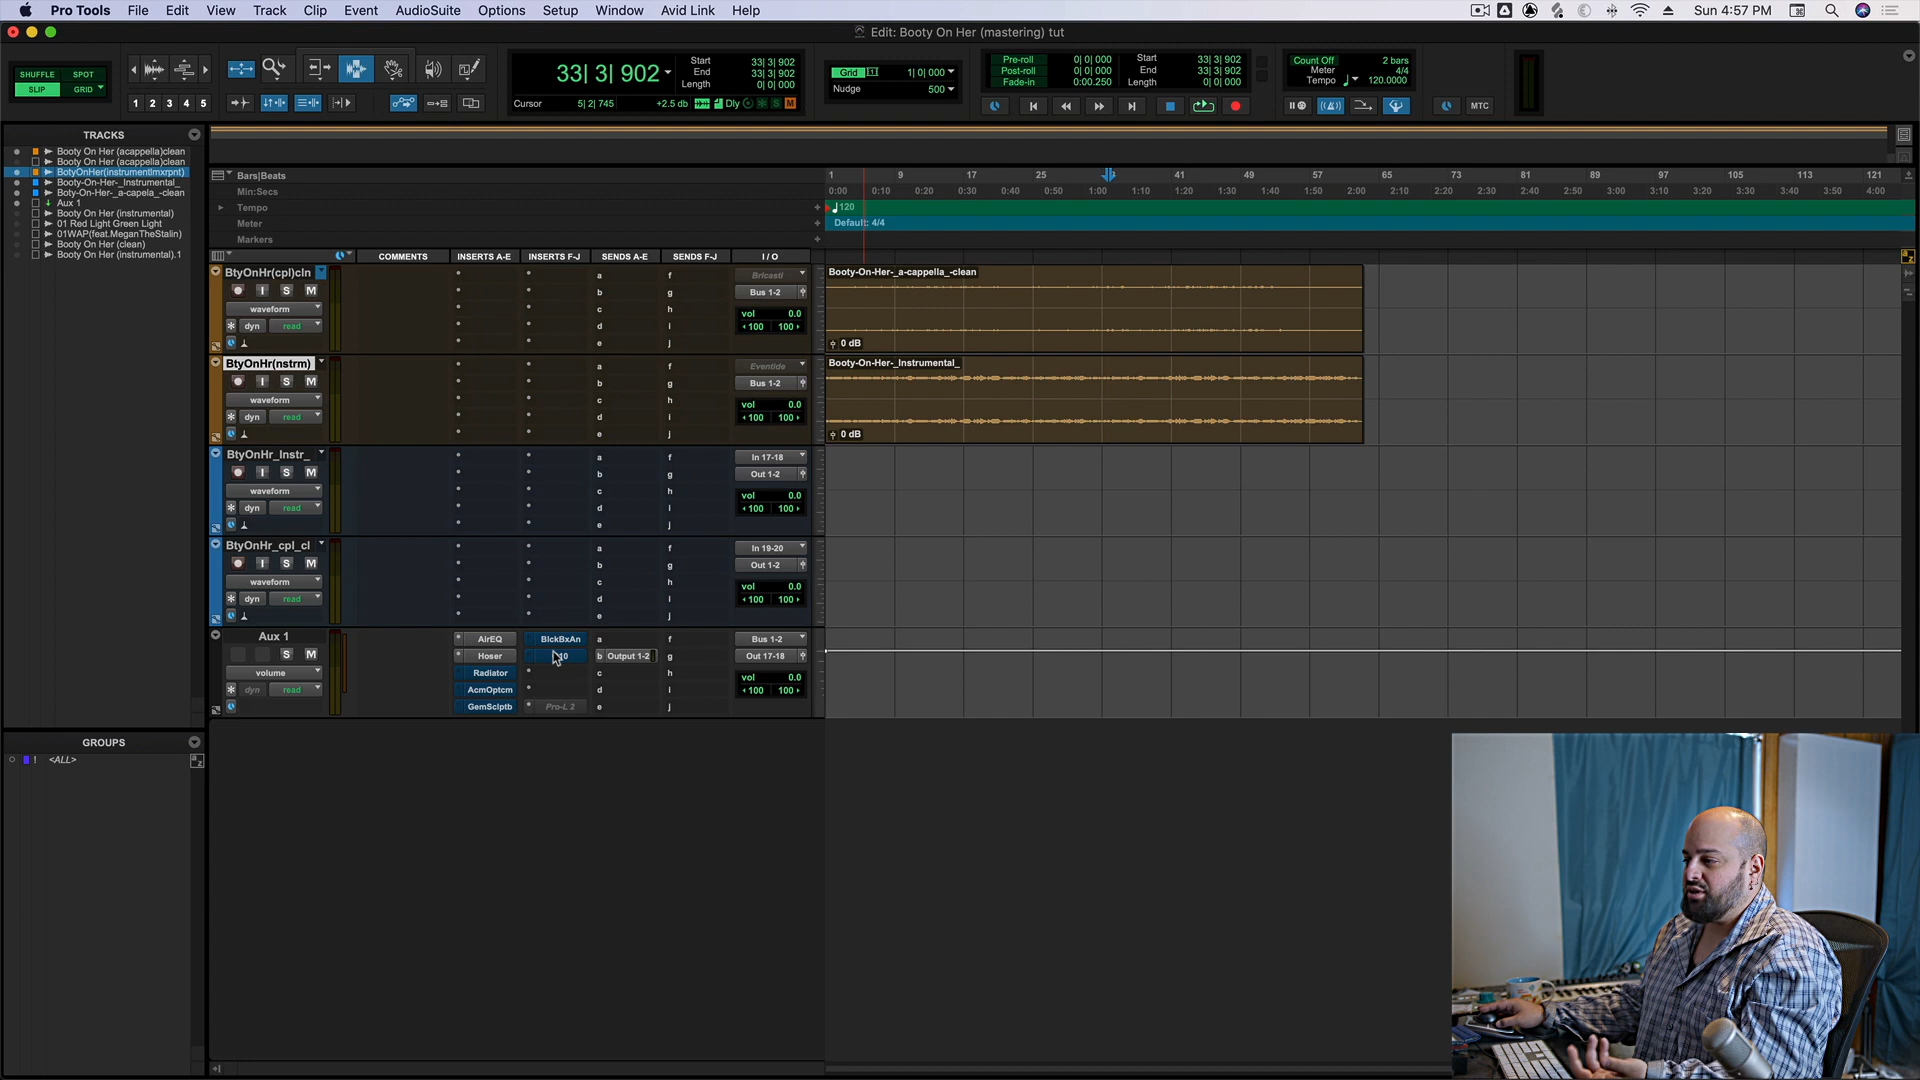 Pro Tools File Edit View Track Clip Event AudioSuite Options Setup Window Marketplace Avid Link Help Sun 4:57 PM
Edit: Booty On Her (mastering) tut
SHUFFLE SPOT
SLIP GRID
1 2 3 4 5
33| 3| 902
Start 33| 3| 902
End 33| 3| 902
Length 0| 0| 000
Cursor 5| 2| 745 +2.5 db Dly S M
Grid 1| 0| 000
Nudge 500
Pre-roll 0| 0| 000
Post-roll 0| 0| 000
Fade-in 0:00.250
Start 33| 3| 902
End 33| 3| 902
Length 0| 0| 000
Count Off 2 bars
Meter 4/4
Tempo 120.0000
MTC
TRACKS
Booty On Her (acappella)clean
Booty On Her (acappella)clean
BotyOnHer(instrumentlmxrpnt)
Booty-On-Her-_Instrumental_
Boty-On-Her-_a-capela_-clean
Aux 1
Booty On Her (instrumental)
01 Red Light Green Light
01WAP(feat.MeganTheStalin)
Booty On Her (clean)
Booty On Her (instrumental).1
GROUPS
! <ALL>
Bars|Beats
Min:Secs
Tempo
Meter
Markers
1 9 17 25 41 49 57 65 73 81 89 97 105 113 121
0:00 0:10 0:20 0:30 0:40 0:50 1:00 1:10 1:20 1:30 1:40 1:50 2:00 2:10 2:20 2:30 2:40 2:50 3:00 3:10 3:20 3:30 3:40 3:50 4:00
120
Default: 4/4
COMMENTS INSERTS A-E INSERTS F-J SENDS A-E SENDS F-J I / O
BtyOnHr(cpl)cln
I S M
waveform
dyn read
a b c d e
f g h i j
Bricasti
Bus 1-2
vol 0.0
100 100
Booty-On-Her-_a-cappella_-clean
0 dB
BtyOnHr(nstrm)
I S M
waveform
dyn read
a b c d e
f g h i j
Eventide
Bus 1-2
vol 0.0
100 100
Booty-On-Her-_Instrumental_
0 dB
BtyOnHr_Instr_
I S M
waveform
dyn read
a b c d e
f g h i j
In 17-18
Out 1-2
vol 0.0
100 100
BtyOnHr_cpl_cl
I S M
waveform
dyn read
a b c d e
f g h i j
In 19-20
Out 1-2
vol 0.0
100 100
Aux 1
S M
volume
dyn read
AIrEQ
Hoser
Radiator
AcmOptcm
GemSclptb
BlckBxAn
Pro-L 2
a
b Output 1-2
c
d
e
f g h i j
Bus 1-2
Out 17-18
vol 0.0
100 100